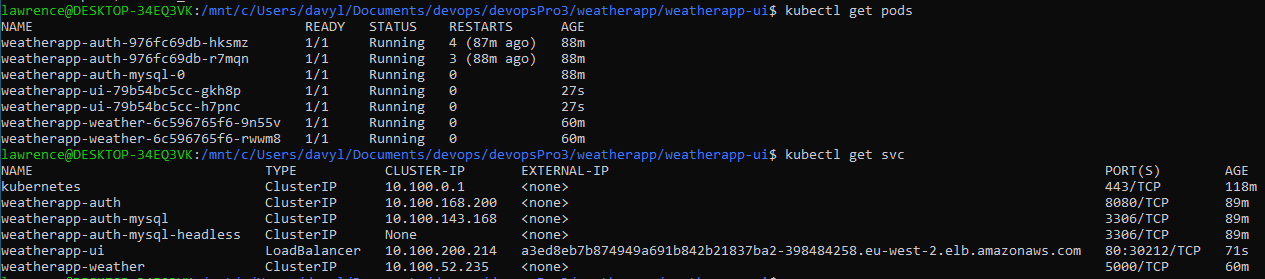 lawrence@DESKTOP-34EQ3VK:/mnt/c/Users/davyl/Documents/devops/devopsPro3/weatherapp/weatherapp-ui$ kubectl get pods
NAME READY STATUS RESTARTS AGE
weatherapp-auth-976fc69db-hksmz 1/1 Running 4 (87m ago) 88m
weatherapp-auth-976fc69db-r7mqn 1/1 Running 3 (88m ago) 88m
weatherapp-auth-mysql-0 1/1 Running 0 88m
weatherapp-ui-79b54bc5cc-gkh8p 1/1 Running 0 27s
weatherapp-ui-79b54bc5cc-h7pnc 1/1 Running 0 27s
weatherapp-weather-6c596765f6-9n55v 1/1 Running 0 60m
weatherapp-weather-6c596765f6-rwwm8 1/1 Running 0 60m
lawrence@DESKTOP-34EQ3VK:/mnt/c/Users/davyl/Documents/devops/devopsPro3/weatherapp/weatherapp-ui$ kubectl get svc
NAME TYPE CLUSTER-IP EXTERNAL-IP PORT(S) AGE
kubernetes ClusterIP 10.100.0.1 <none> 443/TCP 118m
weatherapp-auth ClusterIP 10.100.168.200 <none> 8080/TCP 89m
weatherapp-auth-mysql ClusterIP 10.100.143.168 <none> 3306/TCP 89m
weatherapp-auth-mysql-headless ClusterIP None <none> 3306/TCP 89m
weatherapp-ui LoadBalancer 10.100.200.214 a3ed8eb7b874949a691b842b21837ba2-398484258.eu-west-2.elb.amazonaws.com 80:30212/TCP 71s
weatherapp-weather ClusterIP 10.100.52.235 <none> 5000/TCP 60m